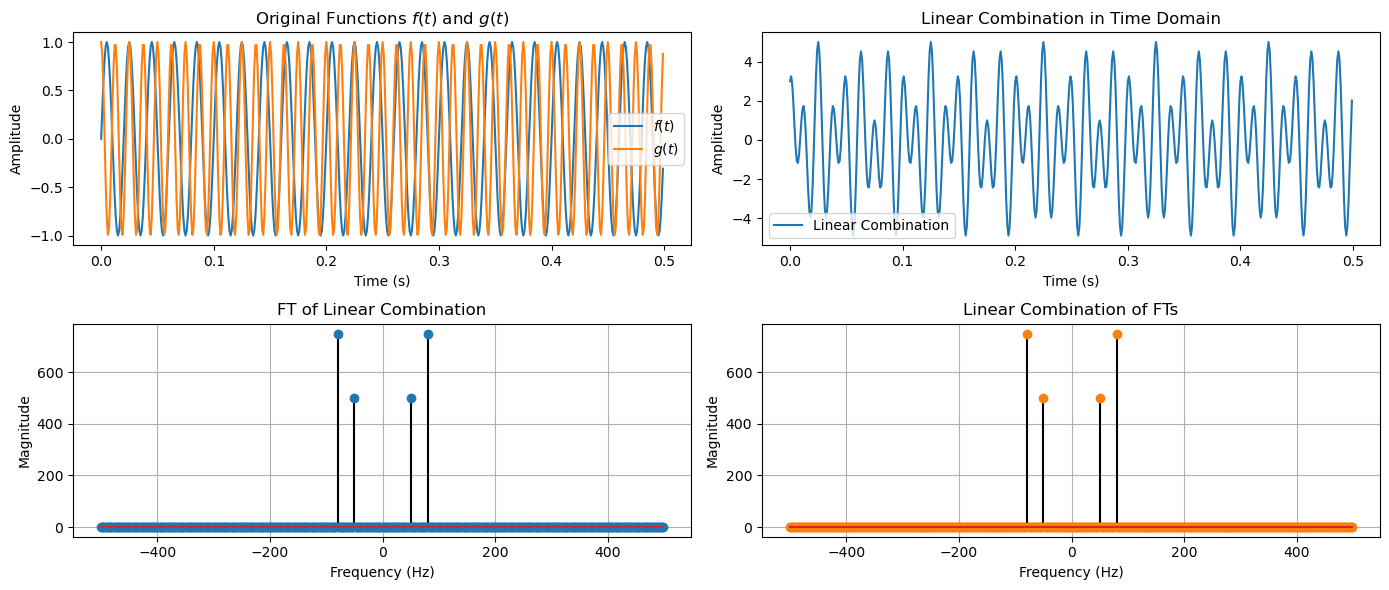 Original Functions f(t) and g(t)
1.0
0.5
0.0
−0.5
−1.0
Amplitude
f(t)
g(t)
0.0 0.1 0.2 0.3 0.4 0.5
Time (s)
Linear Combination in Time Domain
4
2
0
−2
−4
Amplitude
Linear Combination
0.0 0.1 0.2 0.3 0.4 0.5
Time (s)
FT of Linear Combination
600
400
200
0
Magnitude
−400 −200 0 200 400
Frequency (Hz)
Linear Combination of FTs
600
400
200
0
Magnitude
−400 −200 0 200 400
Frequency (Hz)